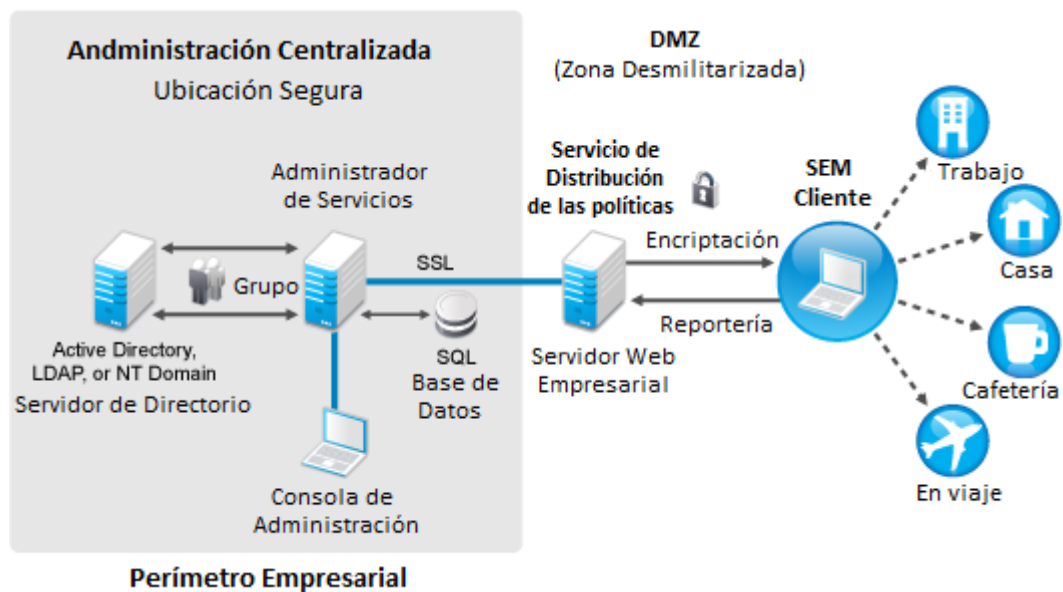 Andministración Centralizada
Ubicación Segura
DMZ
(Zona Desmilitarizada)
Administrador
de Servicios
Servicio de
Distribución
de las políticas
SEM
Cliente
Trabajo
Encriptación
SSL
Grupo
Casa
Reportería
Active Directory,
LDAP, or NT Domain
Servidor de Directorio
SQL
Base de
Datos
Servidor Web
Empresarial
Cafetería
En viaje
Consola de
Administración
Perímetro Empresarial